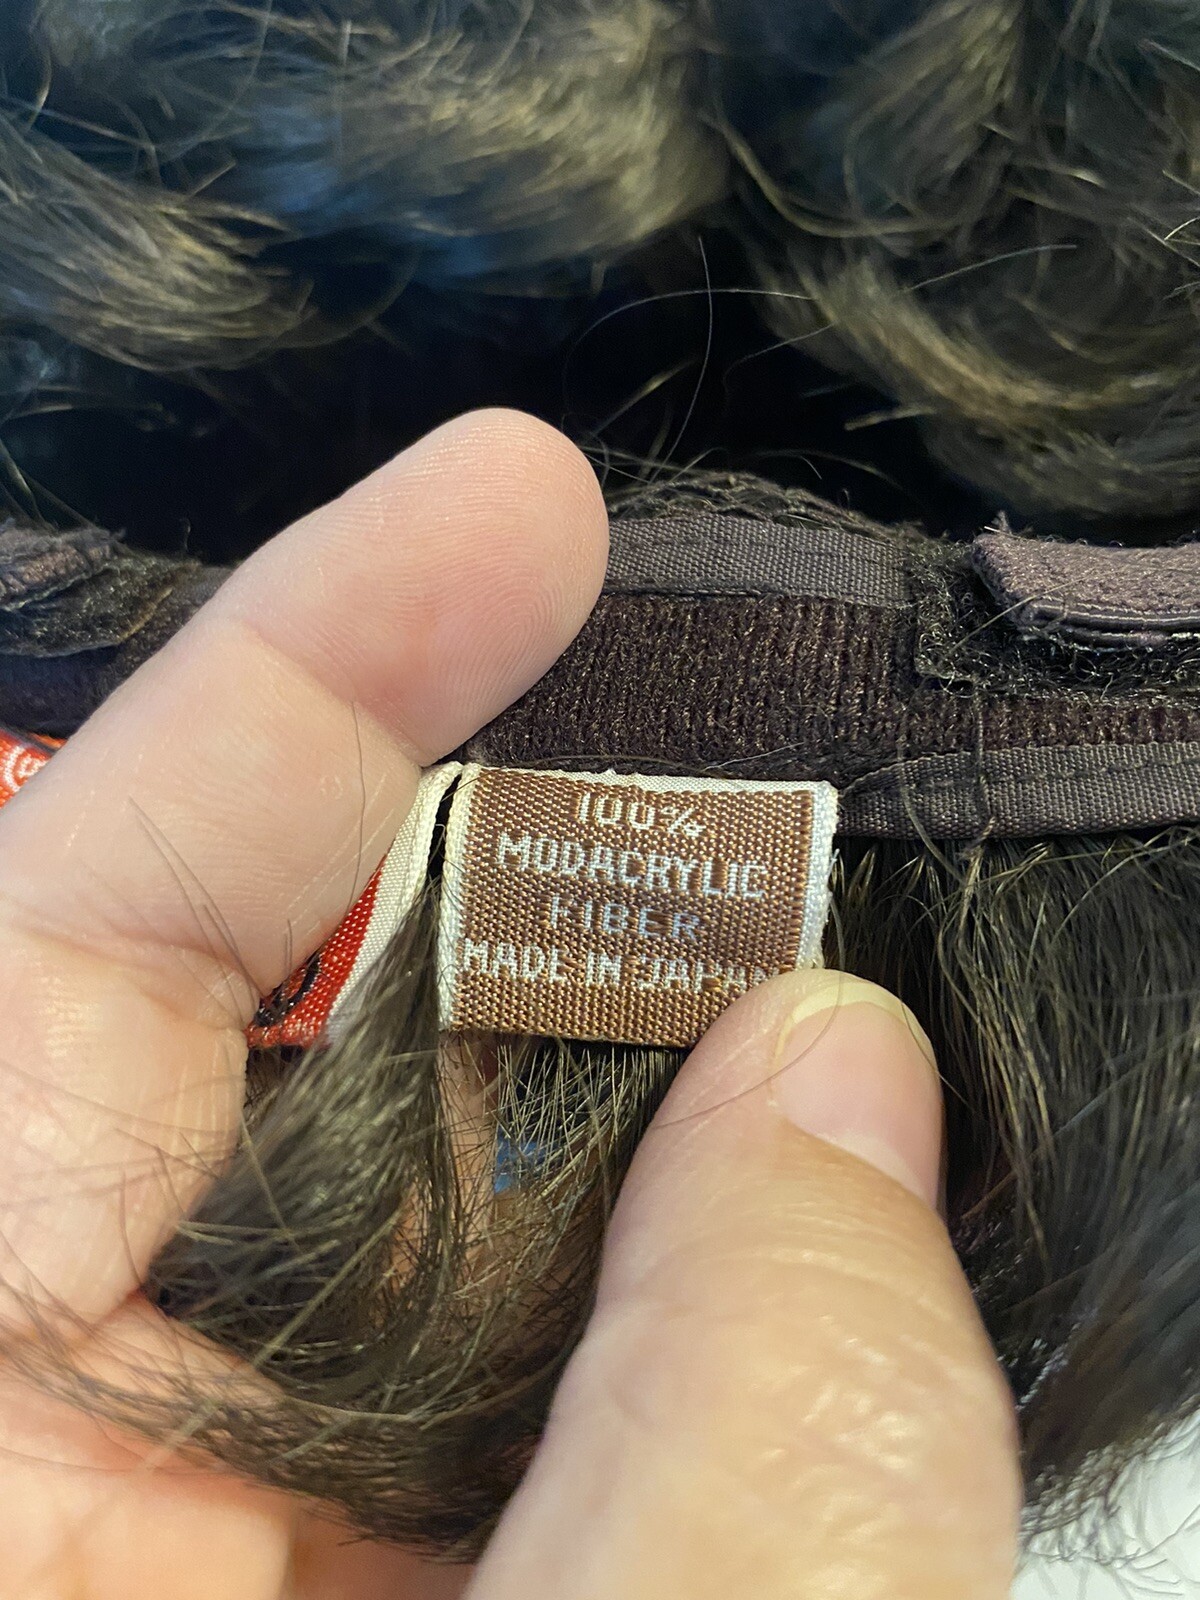 100%
MODACRYLIC
FIBER
MADE IN JAPAN